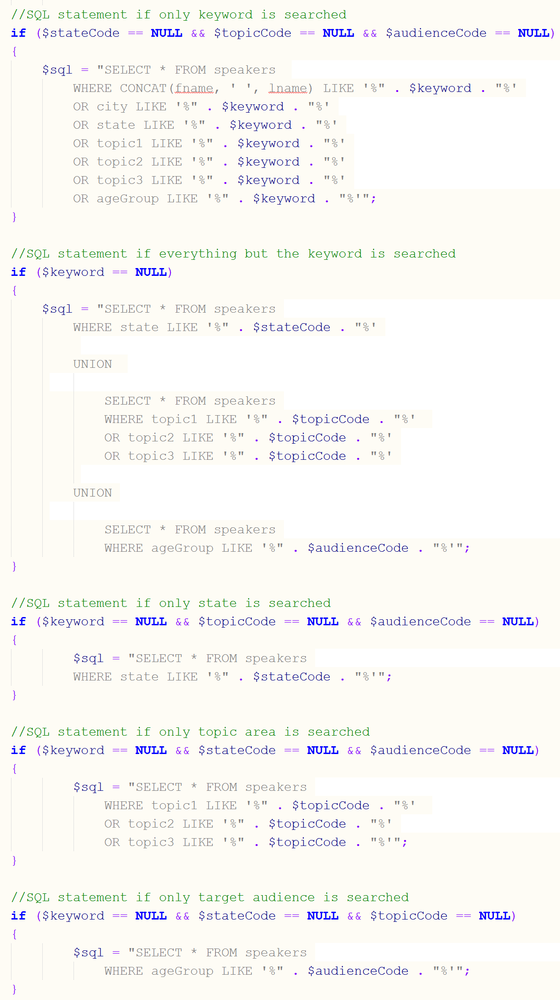 //SQL statement if only keyword is searched
if ($stateCode == NULL && $topicCode == NULL && $audienceCode == NULL)
{
$sql = "SELECT * FROM speakers
WHERE CONCAT(fname, ' ', lname) LIKE '%" . $keyword . "%'
OR city LIKE '%" . $keyword . "%'
OR state LIKE '%" . $keyword . "%'
OR topic1 LIKE '%" . $keyword . "%'
OR topic2 LIKE '%" . $keyword . "%'
OR topic3 LIKE '%" . $keyword . "%'
OR ageGroup LIKE '%" . $keyword . "%'";
}
//SQL statement if everything but the keyword is searched
if ($keyword == NULL)
{
$sql = "SELECT * FROM speakers
WHERE state LIKE '%" . $stateCode . "%'
UNION
SELECT * FROM speakers
WHERE topic1 LIKE '%" . $topicCode . "%'
OR topic2 LIKE '%" . $topicCode . "%'
OR topic3 LIKE '%" . $topicCode . "%'
UNION
SELECT * FROM speakers
WHERE ageGroup LIKE '%" . $audienceCode . "%'";
}
//SQL statement if only state is searched
if ($keyword == NULL && $topicCode == NULL && $audienceCode == NULL)
{
$sql = "SELECT * FROM speakers
WHERE state LIKE '%" . $stateCode . "%'";
}
//SQL statement if only topic area is searched
if ($keyword == NULL && $stateCode == NULL && $audienceCode == NULL)
{
$sql = "SELECT * FROM speakers
WHERE topic1 LIKE '%" . $topicCode . "%'
OR topic2 LIKE '%" . $topicCode . "%'
OR topic3 LIKE '%" . $topicCode . "%'";
}
//SQL statement if only target audience is searched
if ($keyword == NULL && $stateCode == NULL && $topicCode == NULL)
{
$sql = "SELECT * FROM speakers
WHERE ageGroup LIKE '%" . $audienceCode . "%'";
}